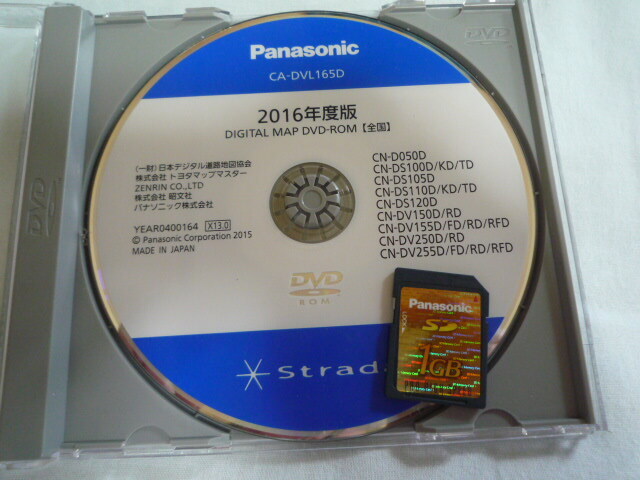 Panasonic
CA-DVL165D
2016年度版
DIGITAL MAP DVD-ROM【全国】
(一財)日本デジタル道路地図協会
株式会社 トヨタマップマスター
ZENRIN CO.,LTD
株式会社 昭文社
パナソニック株式会社
YEAR0400164 X13.0
© Panasonic Corporation 2015
MADE IN JAPAN
CN-D050D
CN-DS100D/KD/TD
CN-DS105D
CN-DS110D/KD/TD
CN-DS120D
CN-DV150D/RD
CN-DV155D/FD/RD/RFD
CN-DV250D/RD
CN-DV255D/FD/RD/RFD
DVD
ROM
Strada
Panasonic
LOCK
SD
1GB
DVD
DVD